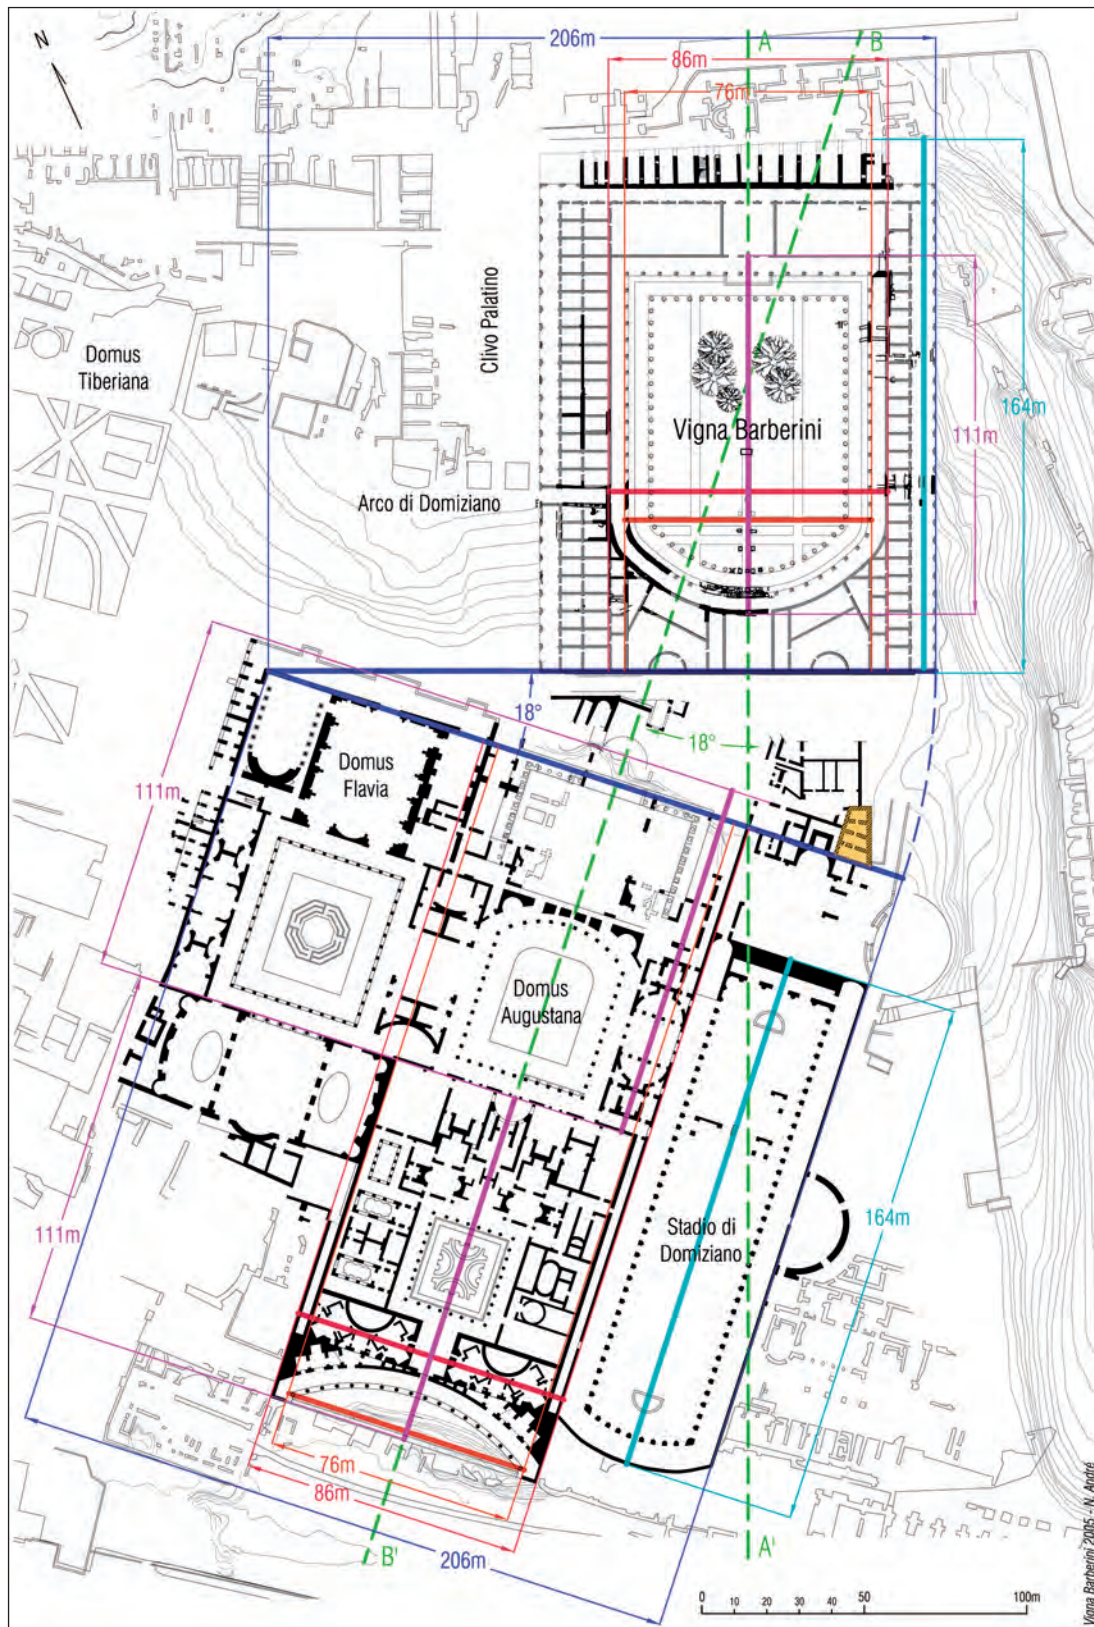 N
206m
A
B
86m
76m
Clivo Palatino
Domus
Tiberiana
Vigna Barberini
164m
111m
Arco di Domiziano
18°
18°
Domus
Flavia
111m
Domus
Augustana
164m
Stadio di
Domiziano
111m
76m
86m
B'
206m
A'
0
10
20
30
40
50
100m
Vigna Barberini 2005 - N. André